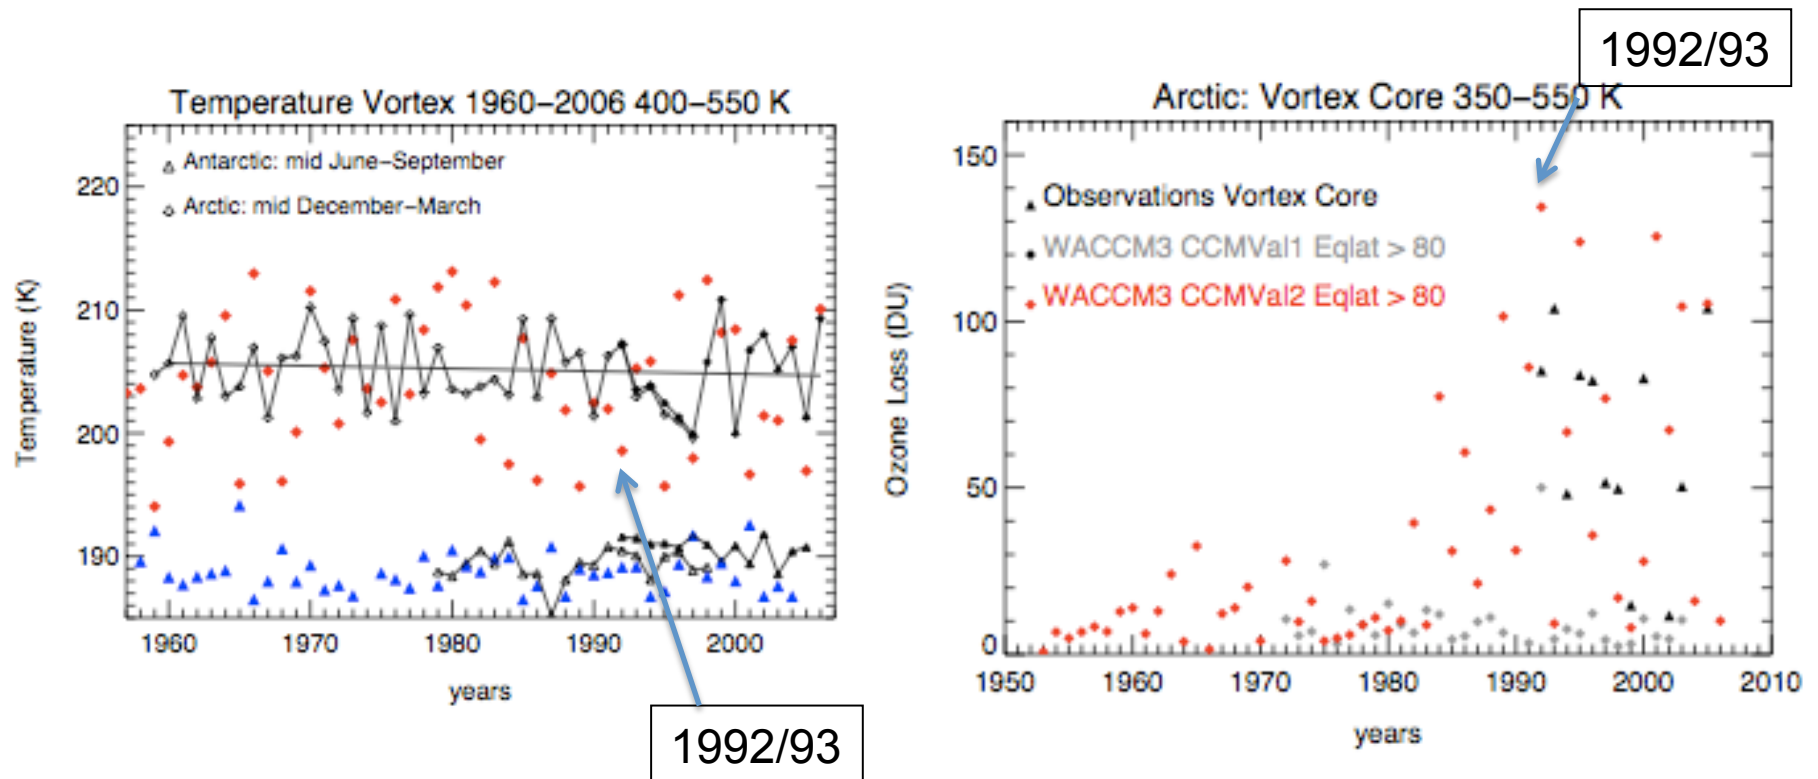 1992/93
Temperature Vortex 1960–2006 400–550 K
Antarctic: mid June–September
Arctic: mid December–March
Temperature (K)
220
210
200
190
1960 1970 1980 1990 2000
years
1992/93
Arctic: Vortex Core 350–550 K
Observations Vortex Core
WACCM3 CCMVal1 Eqlat > 80
WACCM3 CCMVal2 Eqlat > 80
Ozone Loss (DU)
150
100
50
0
1950 1960 1970 1980 1990 2000 2010
years